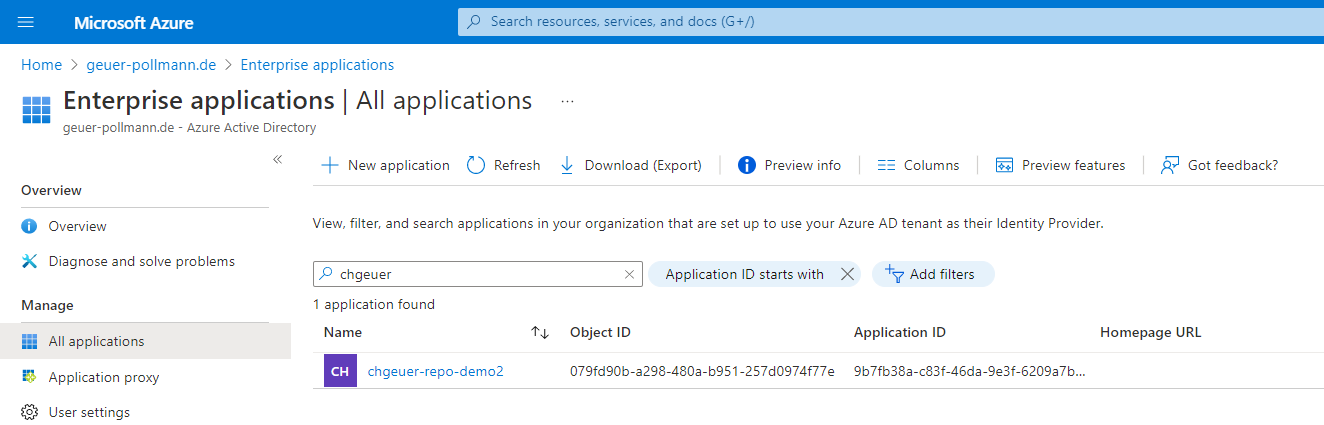 Microsoft Azure
Search resources, services, and docs (G+/)
Home > geuer-pollmann.de > Enterprise applications
Enterprise applications | All applications ...
geuer-pollmann.de - Azure Active Directory
«
New application Refresh Download (Export) Preview info Columns Preview features Got feedback?
Overview
Overview
Diagnose and solve problems
Manage
All applications
Application proxy
User settings
View, filter, and search applications in your organization that are set up to use your Azure AD tenant as their Identity Provider.
chgeuer Application ID starts with Add filters
1 application found
Name Object ID Application ID Homepage URL
CH chgeuer-repo-demo2 079fd90b-a298-480a-b951-257d0974f77e 9b7fb38a-c83f-46da-9e3f-6209a7b...